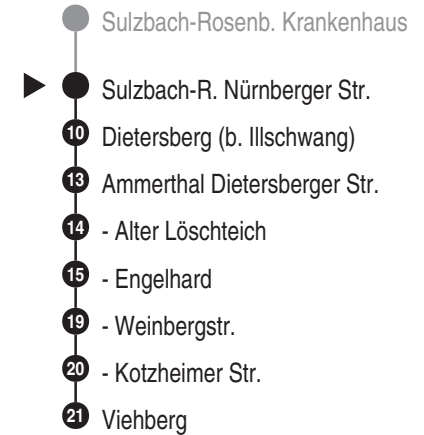 Sulzbach-Rosenb. Krankenhaus
Sulzbach-R. Nürnberger Str.
10 Dietersberg (b. Illschwang)
13 Ammerthal Dietersberger Str.
14 - Alter Löschteich
15 - Engelhard
19 - Weinbergstr.
20 - Kotzheimer Str.
21 Viehberg